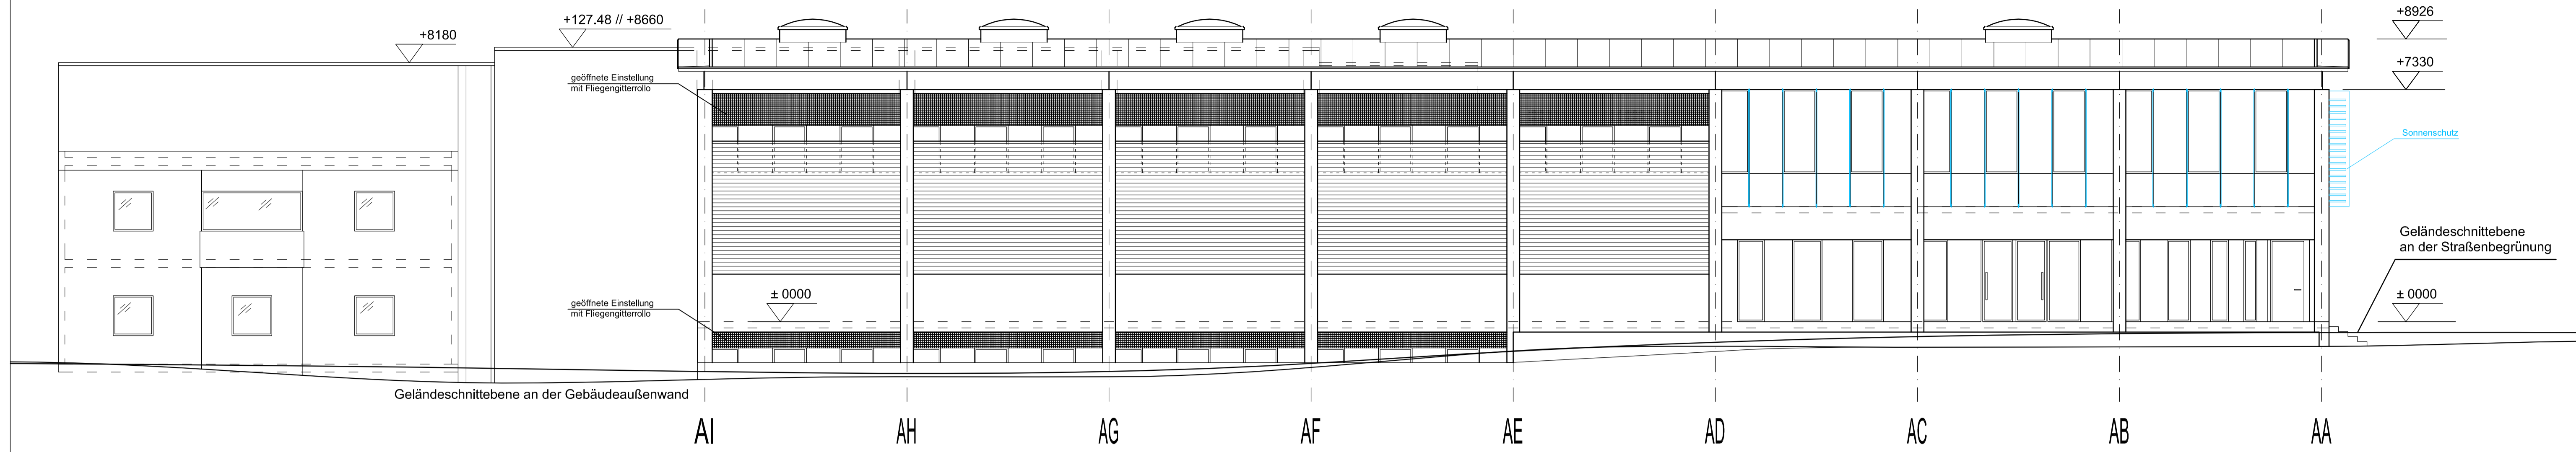 +8180
+127.48 // +8660
+8926
+7330
geöffnete Einstellung
mit Fliegengitterrollo
Sonnenschutz
Geländeschnittebene
an der Straßenbegrünung
± 0000
geöffnete Einstellung
mit Fliegengitterrollo
± 0000
Geländeschnittebene an der Gebäudeaußenwand
AI AH AG AF AE AD AC AB AA